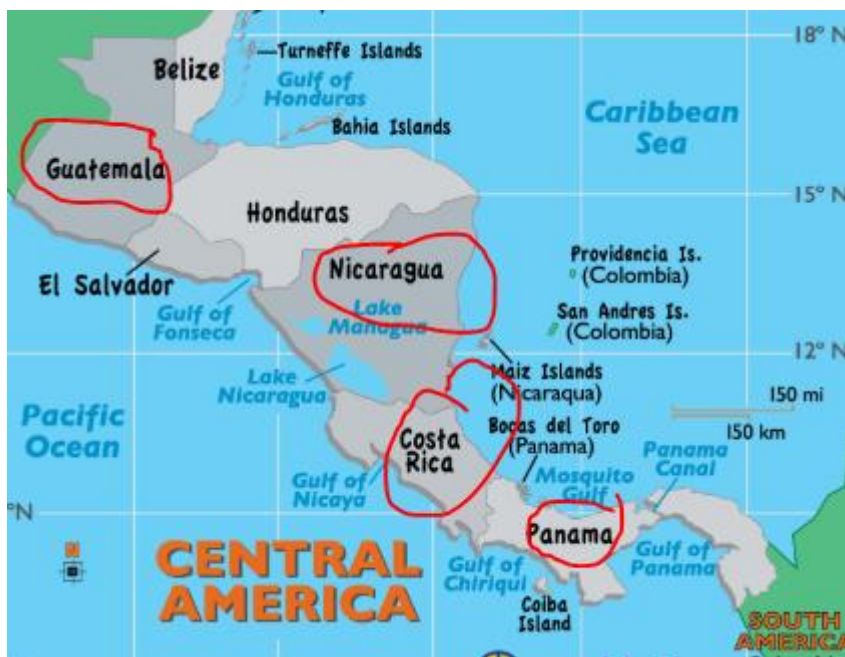 18° N
Turneffe Islands
Belize
Gulf of
Honduras
Bahia Islands
Caribbean
Sea
Guatemala
15° N
Honduras
Nicaragua
Providencia Is.
(Colombia)
El Salvador
Gulf of
Fonseca
Lake
Managua
San Andres Is.
(Colombia)
12° N
Maiz Islands
(Nicaraqua)
Lake
Nicaragua
150 mi
150 km
Pacific
Ocean
Costa
Rica
Bocas del Toro
(Panama)
Panama
Canal
Gulf of
Nicaya
Mosquito
Gulf
°N
Panama
N
CENTRAL
AMERICA
Gulf of
Chiriqui
Gulf of
Panama
Coiba
Island
SOUTH
AMERICA